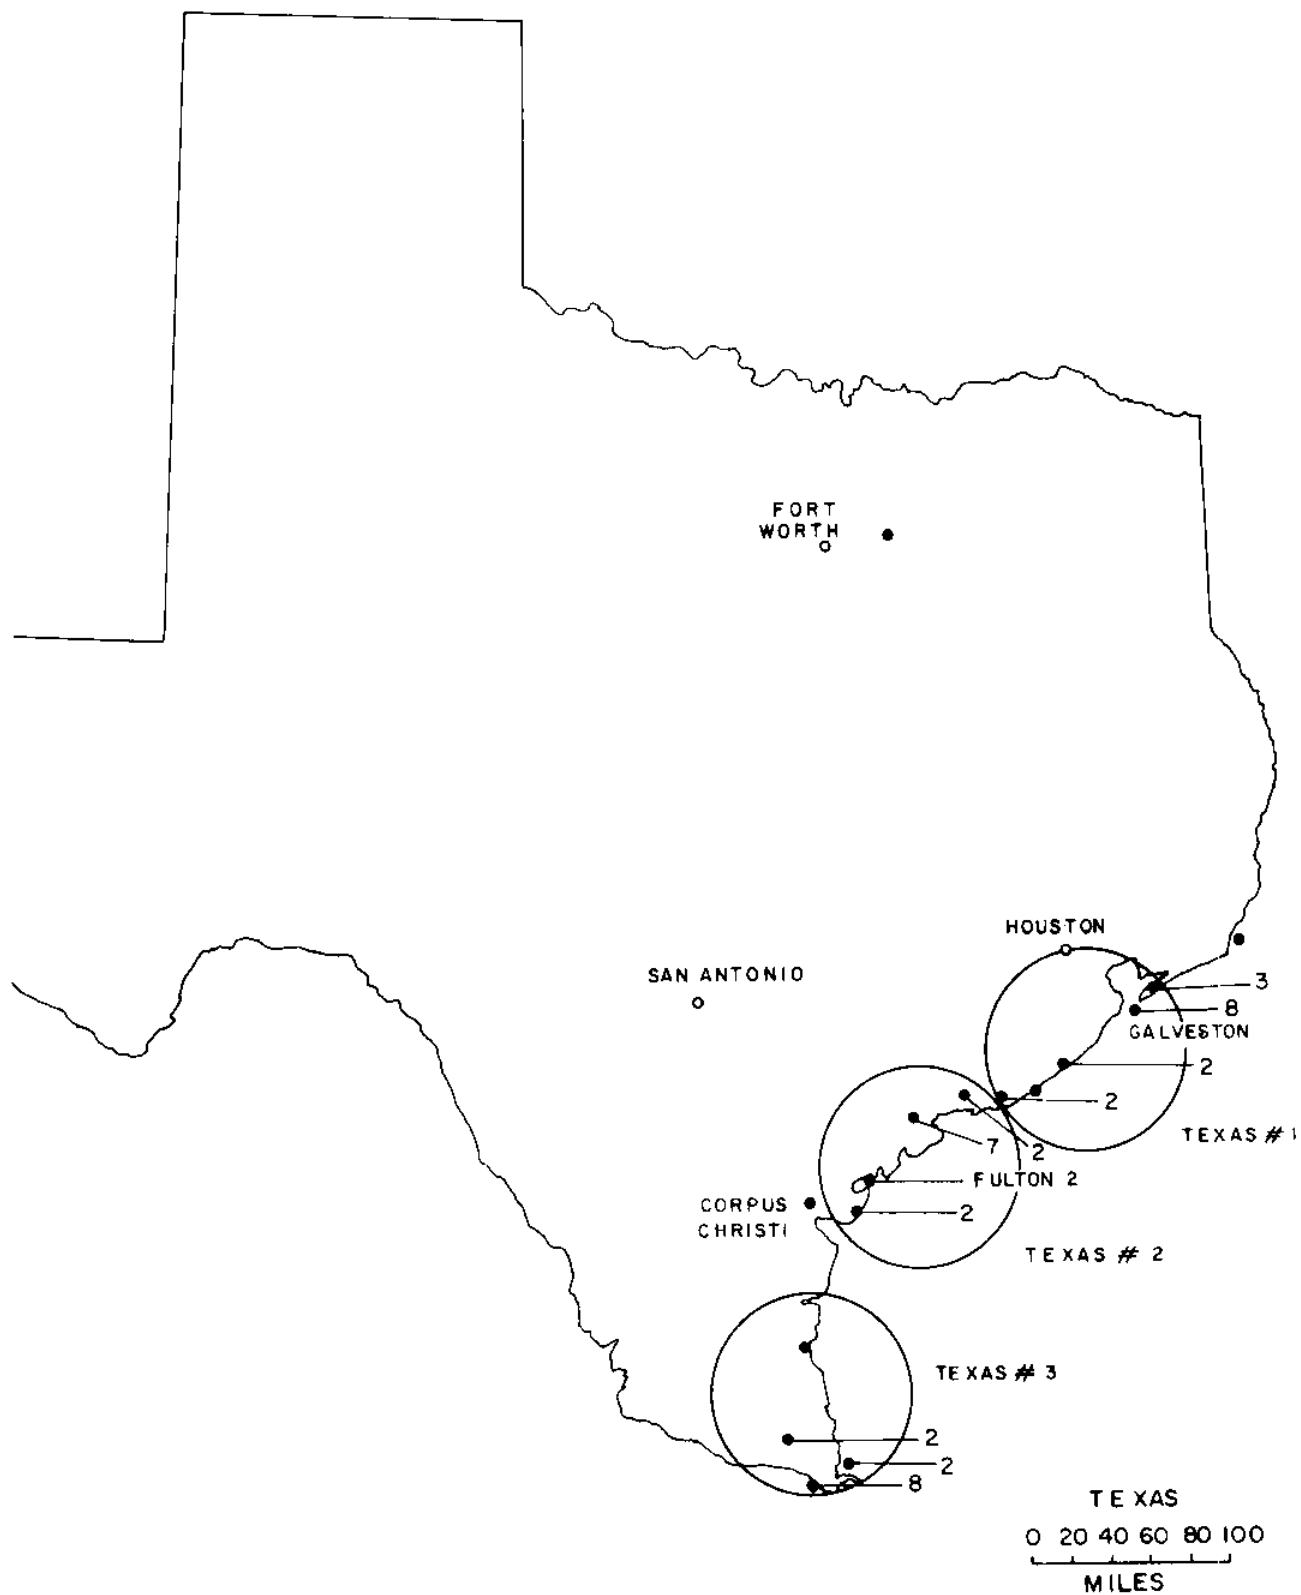 FORT
WORTH
HOUSTON
SAN ANTONIO
3
8
GALVESTON
2
2
TEXAS # 1
7
2
FULTON 2
CORPUS
CHRISTI
2
TEXAS # 2
TEXAS # 3
2
2
8
TEXAS
0 20 40 60 80 100
MILES